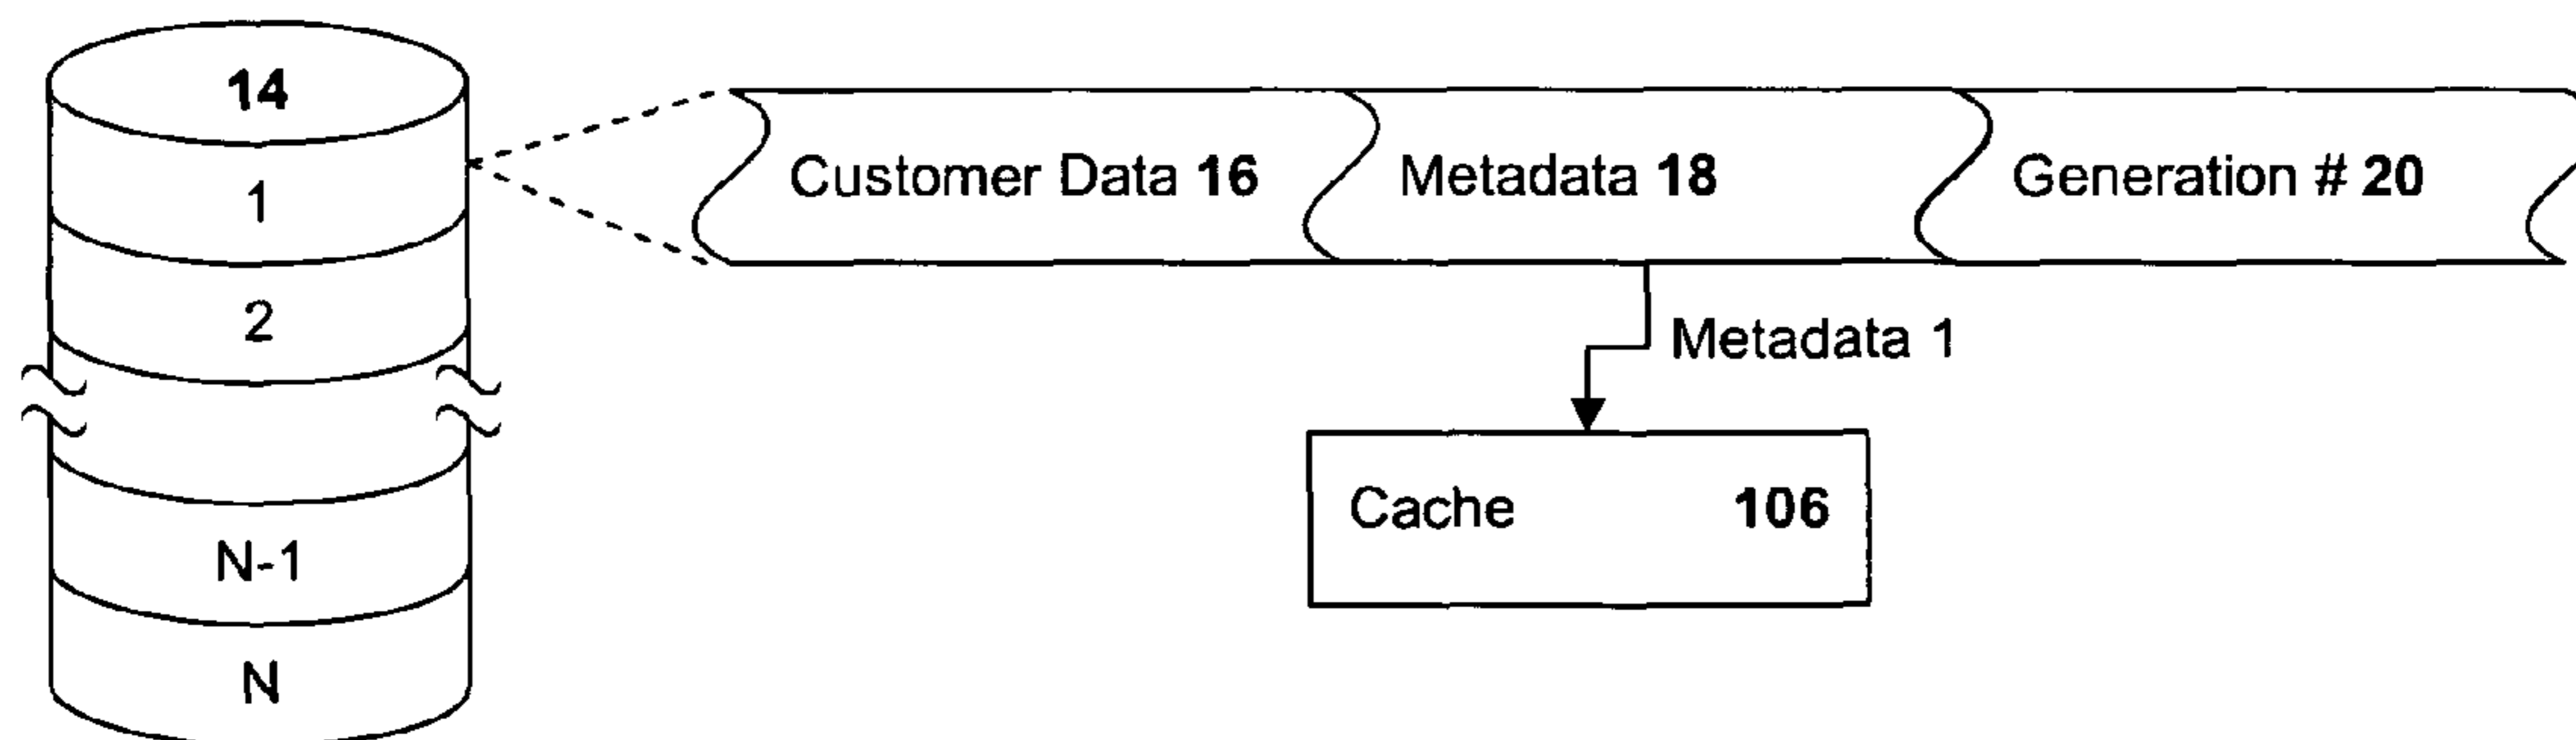 14
1
2
N-1
N
Customer Data 16
Metadata 18
Generation # 20
Metadata 1
Cache 106